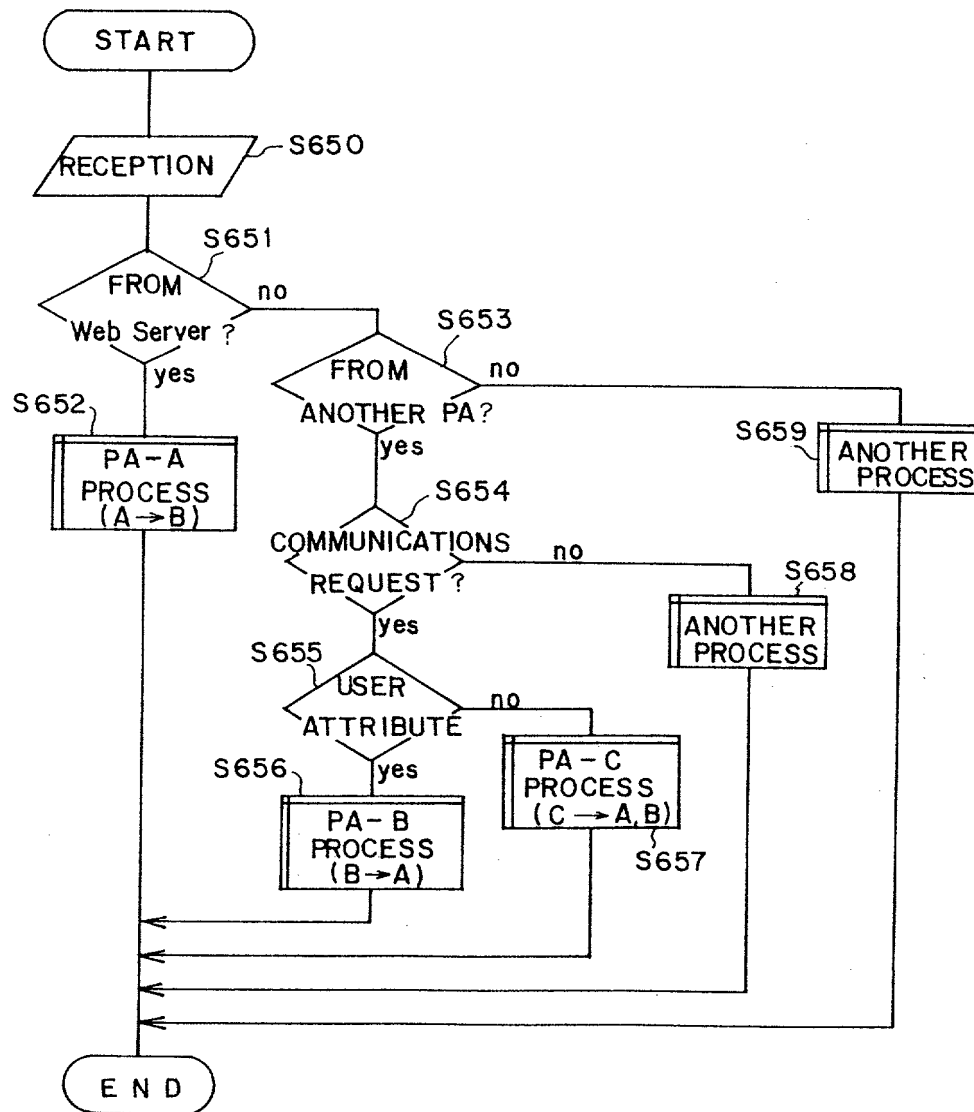 START
RECEPTION
S650
S651
FROM
Web Server ?
no
yes
S652
PA-A
PROCESS
(A→B)
S653
FROM
ANOTHER PA?
no
yes
S659
ANOTHER
PROCESS
S654
COMMUNICATIONS
REQUEST?
no
yes
S658
ANOTHER
PROCESS
S655
USER
ATTRIBUTE
no
yes
S656
PA-B
PROCESS
(B→A)
PA-C
PROCESS
(C→A,B)
S657
END